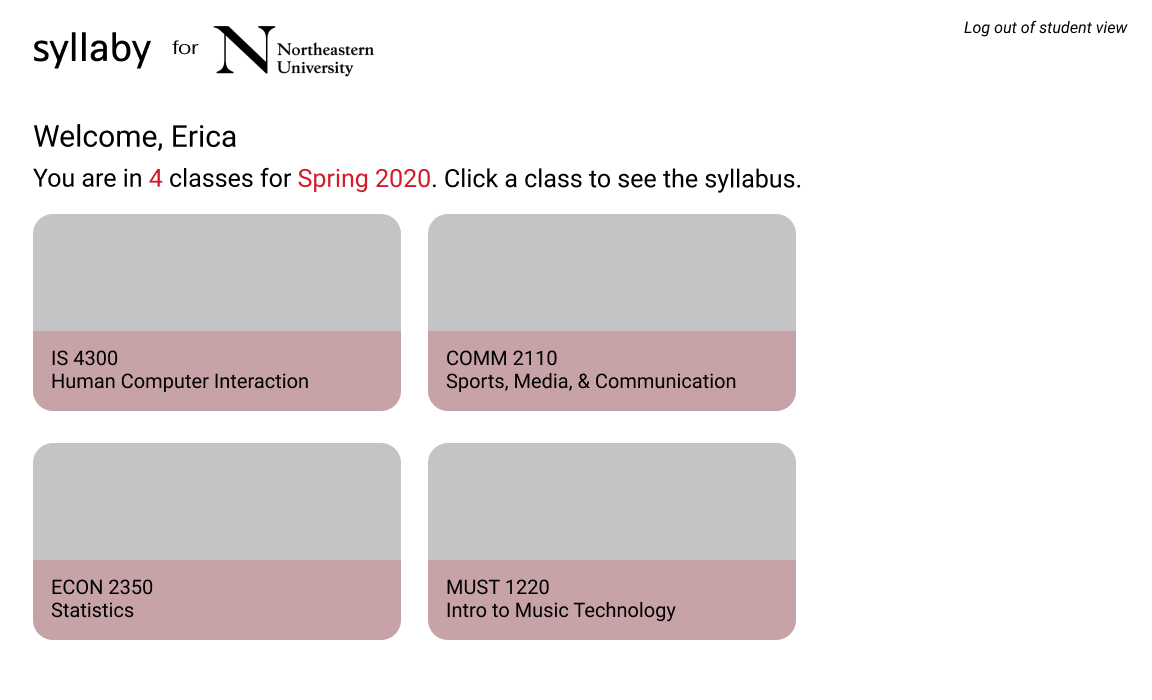 syllaby for N Northeastern
University
Log out of student view
Welcome, Erica
You are in 4 classes for Spring 2020. Click a class to see the syllabus.
IS 4300
Human Computer Interaction
COMM 2110
Sports, Media, & Communication
ECON 2350
Statistics
MUST 1220
Intro to Music Technology